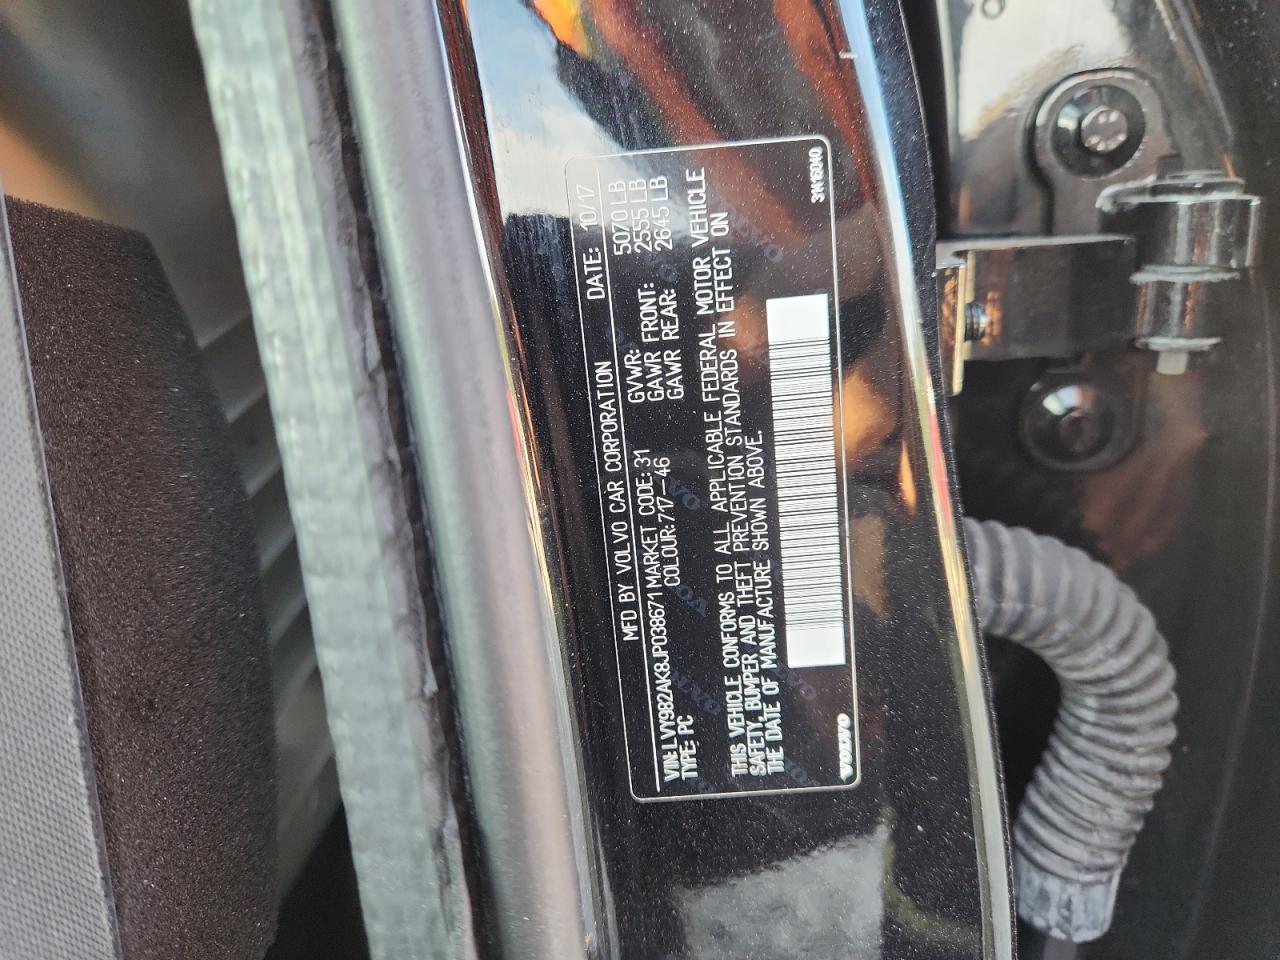 MFD BY VOLVO CAR CORPORATION DATE: 10/17
VIN: LVY982AK8JP038671 MARKET CODE: 31 GVWR: 5070 LB
TYPE: PC COLOUR: 717-46 GAWR FRONT: 2555 LB
GAWR REAR: 2645 LB
THIS VEHICLE CONFORMS TO ALL APPLICABLE FEDERAL MOTOR VEHICLE
SAFETY, BUMPER AND THEFT PREVENTION STANDARDS IN EFFECT ON
THE DATE OF MANUFACTURE SHOWN ABOVE.
VOLVO 31416040